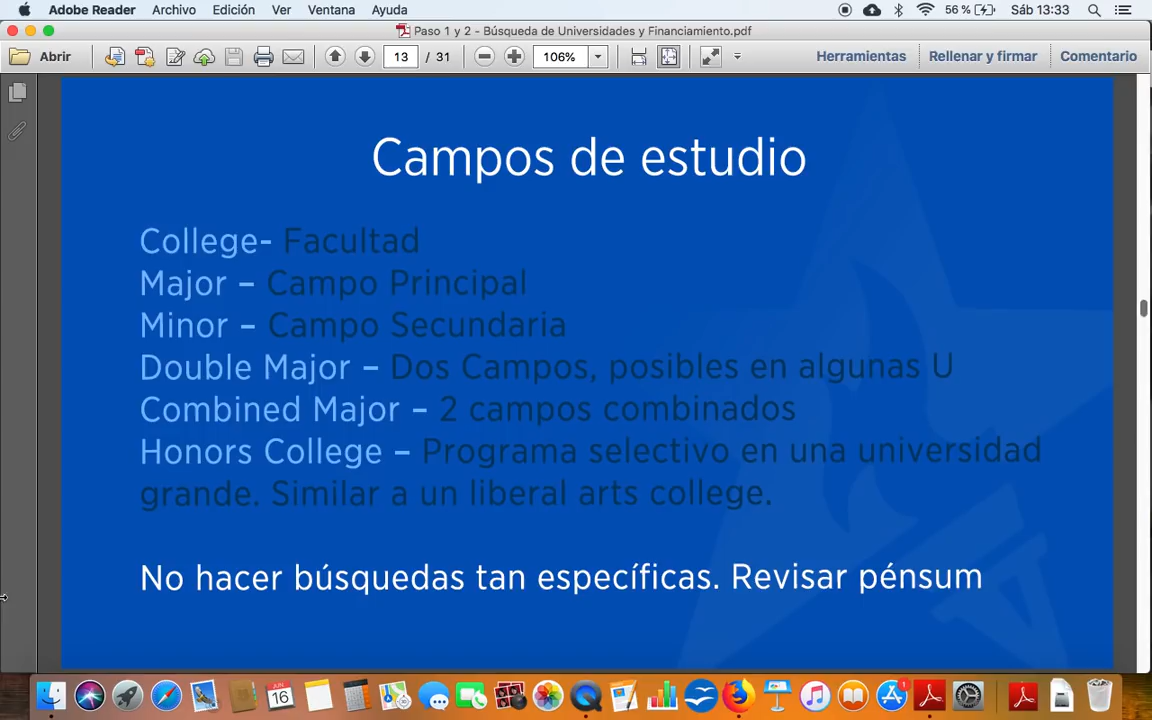 Adobe Reader Archivo Edición Ver Ventana Ayuda 56 % Sáb 13:33
Paso 1 y 2 - Búsqueda de Universidades y Financiamiento.pdf
Abrir 13 / 31 106% Herramientas Rellenar y firmar Comentario
Campos de estudio
College- Facultad
Major – Campo Principal
Minor – Campo Secundaria
Double Major – Dos Campos, posibles en algunas U
Combined Major – 2 campos combinados
Honors College – Programa selectivo en una universidad
grande. Similar a un liberal arts college.
No hacer búsquedas tan específicas. Revisar pénsum
JUN
16
1